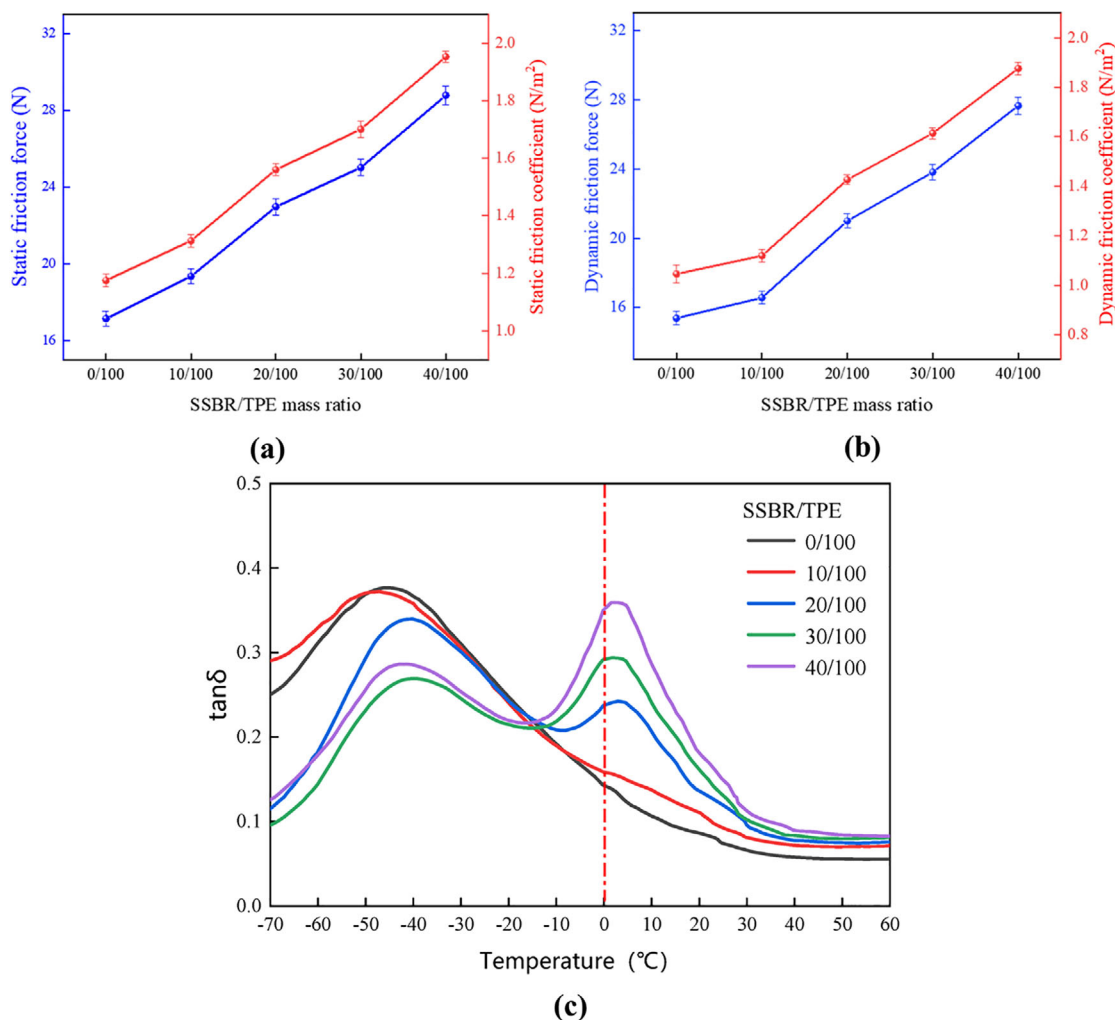 32
28
24
20
16
Static friction force (N)
2.0
1.8
1.6
1.4
1.2
1.0
Static friction coefficient (N/m²)
0/100 10/100 20/100 30/100 40/100
SSBR/TPE mass ratio
(a)
32
28
24
20
16
Dynamic friction force (N)
2.0
1.8
1.6
1.4
1.2
1.0
0.8
Dynamic friction coefficient (N/m²)
0/100 10/100 20/100 30/100 40/100
SSBR/TPE mass ratio
(b)
0.5
0.4
0.3
0.2
0.1
0.0
tanδ
SSBR/TPE
0/100
10/100
20/100
30/100
40/100
-70 -60 -50 -40 -30 -20 -10 0 10 20 30 40 50 60
Temperature (℃)
(c)